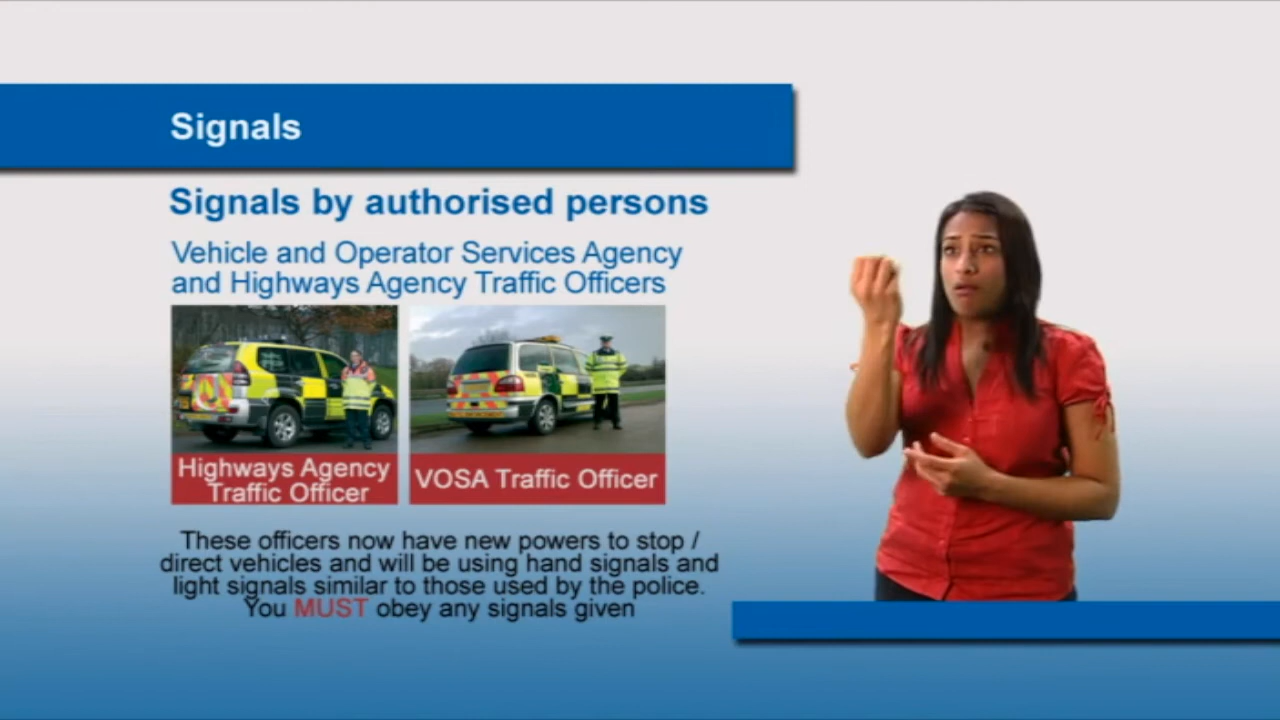 Signals
Signals by authorised persons
Vehicle and Operator Services Agency
and Highways Agency Traffic Officers
Highways Agency
Traffic Officer
VOSA Traffic Officer
These officers now have new powers to stop /
direct vehicles and will be using hand signals and
light signals similar to those used by the police.
You MUST obey any signals given